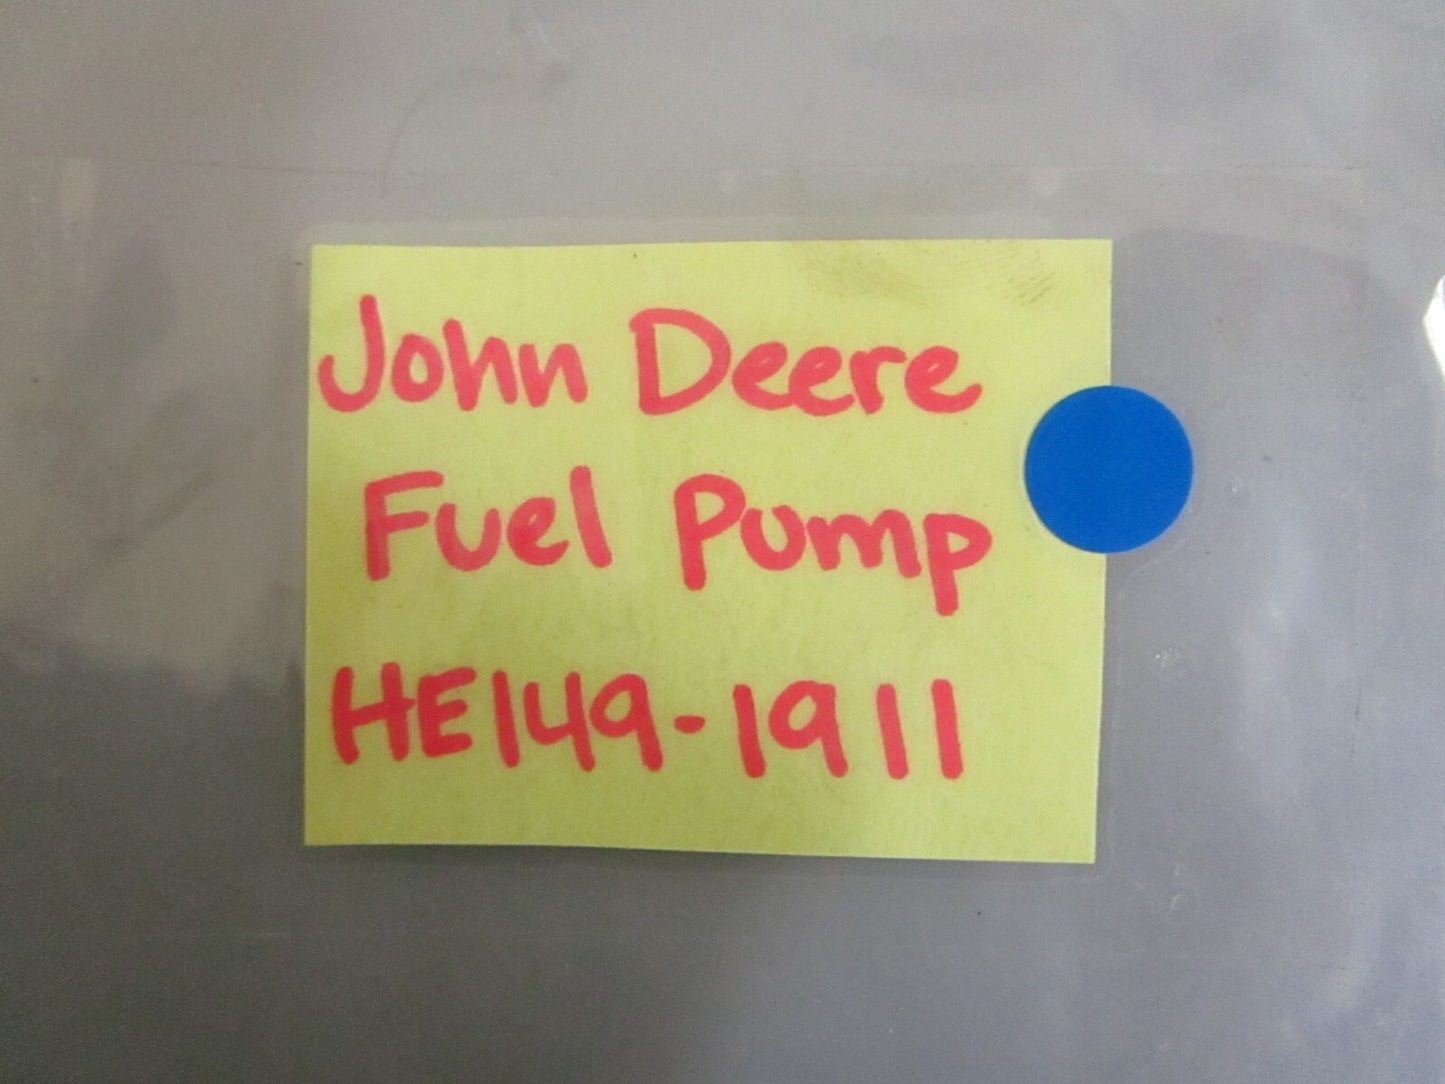 John Deere
Fuel Pump
HE149-1911